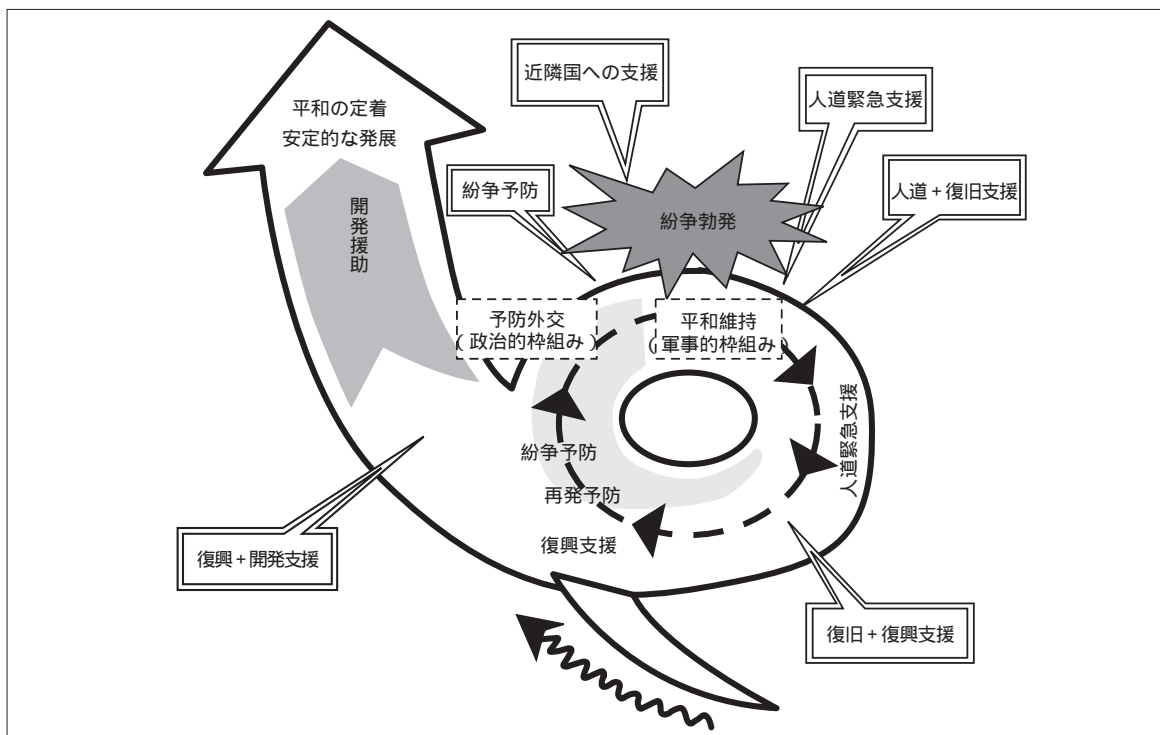 近隣国への支援
人道緊急支援
平和の定着
安定的な発展
紛争予防
人道+復旧支援
開発援助
紛争勃発
予防外交
(政治的枠組み)
平和維持
(軍事的枠組み)
人道緊急支援
紛争予防
再発予防
復興支援
復興+開発支援
復旧+復興支援